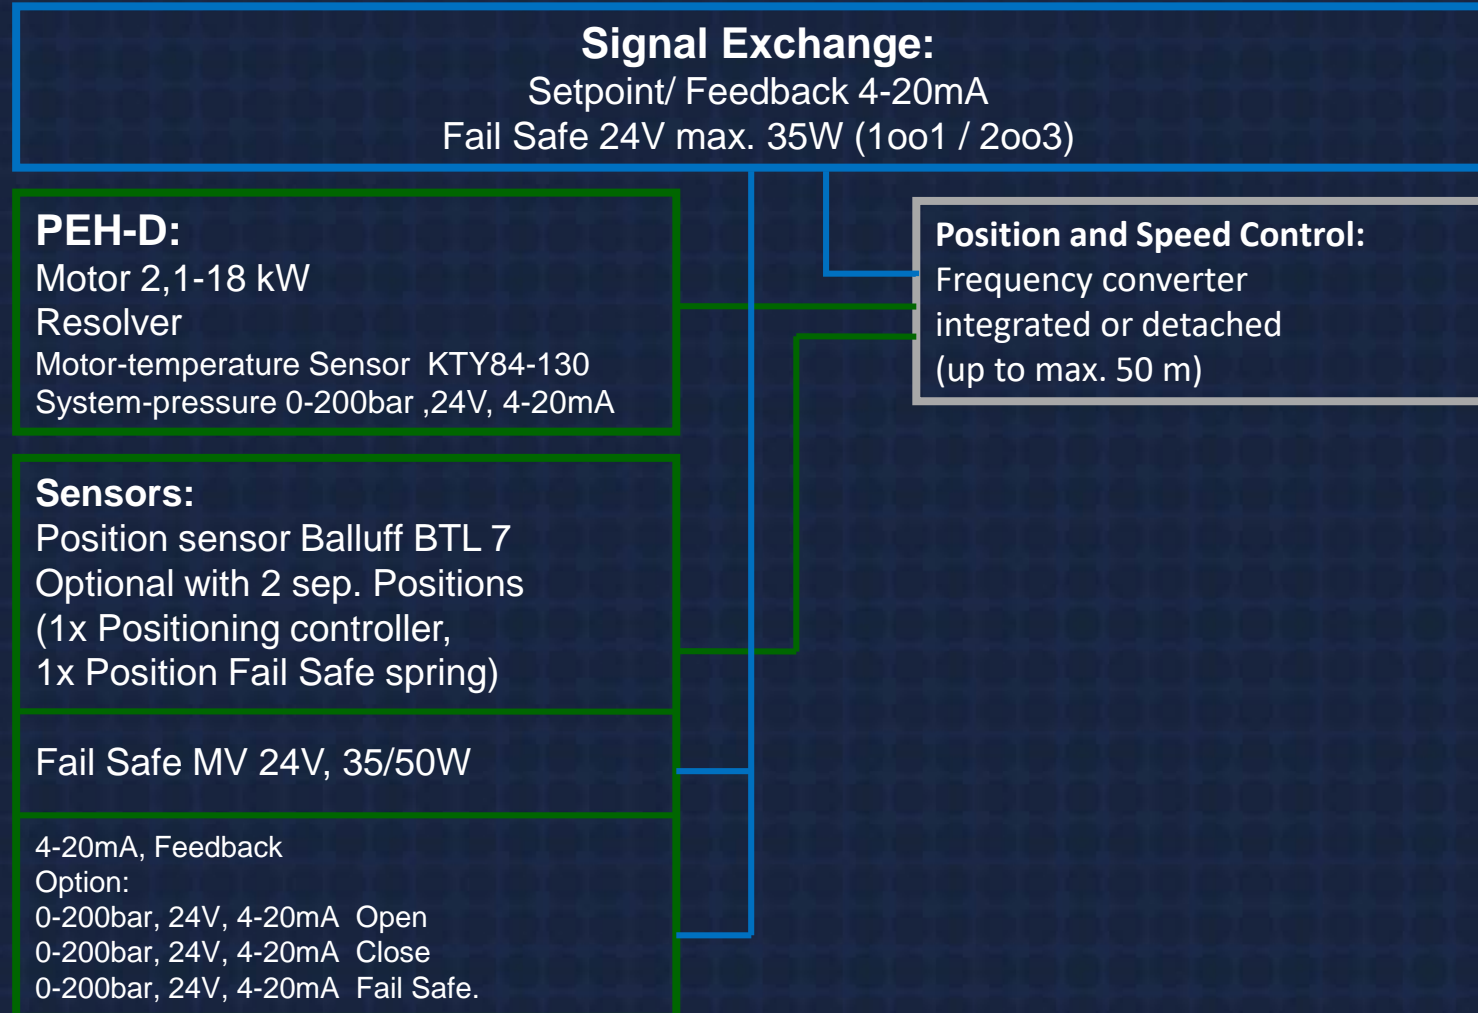 Signal Exchange:
Setpoint/ Feedback 4-20mA
Fail Safe 24V max. 35W (1oo1 / 2oo3)
PEH-D:
Motor 2,1-18 kW
Resolver
Motor-temperature Sensor KTY84-130
System-pressure 0-200bar ,24V, 4-20mA
Position and Speed Control:
Frequency converter
integrated or detached
(up to max. 50 m)
Sensors:
Position sensor Balluff BTL 7
Optional with 2 sep. Positions
(1x Positioning controller,
1x Position Fail Safe spring)
Fail Safe MV 24V, 35/50W
4-20mA, Feedback
Option:
0-200bar, 24V, 4-20mA Open
0-200bar, 24V, 4-20mA Close
0-200bar, 24V, 4-20mA Fail Safe.